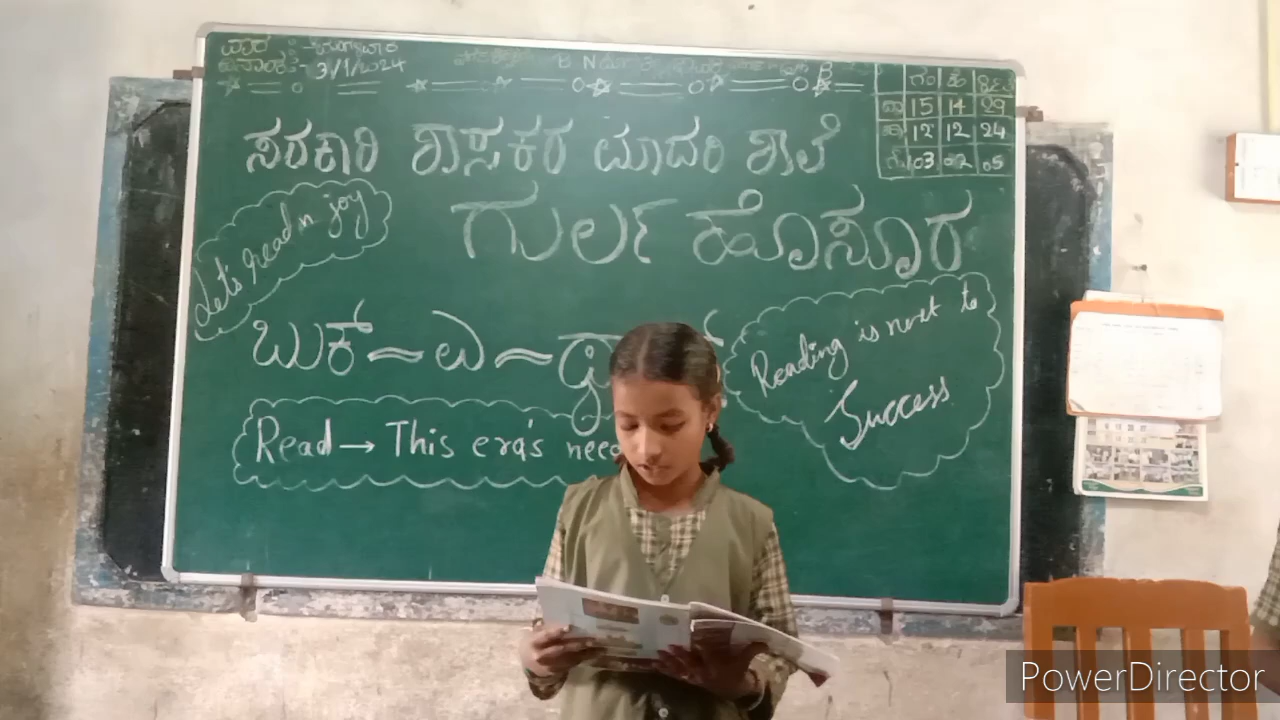 ವಾರ :- ಬುಧವಾರ
ದಿನಾಂಕ :- 3/1/2024
ಗಂ ಹೆ
15 14 29
12 12 24
03 02 05
ಸರಕಾರಿ ಶಾಸಕರ ಮಾದರಿ ಶಾಲೆ
ಗುರ್ಲಹೊಸೂರ
Let's read n joy
ಬುಕ್ ~ ಎ ~
Reading is next to
Success
Read → This era's
PowerDirector